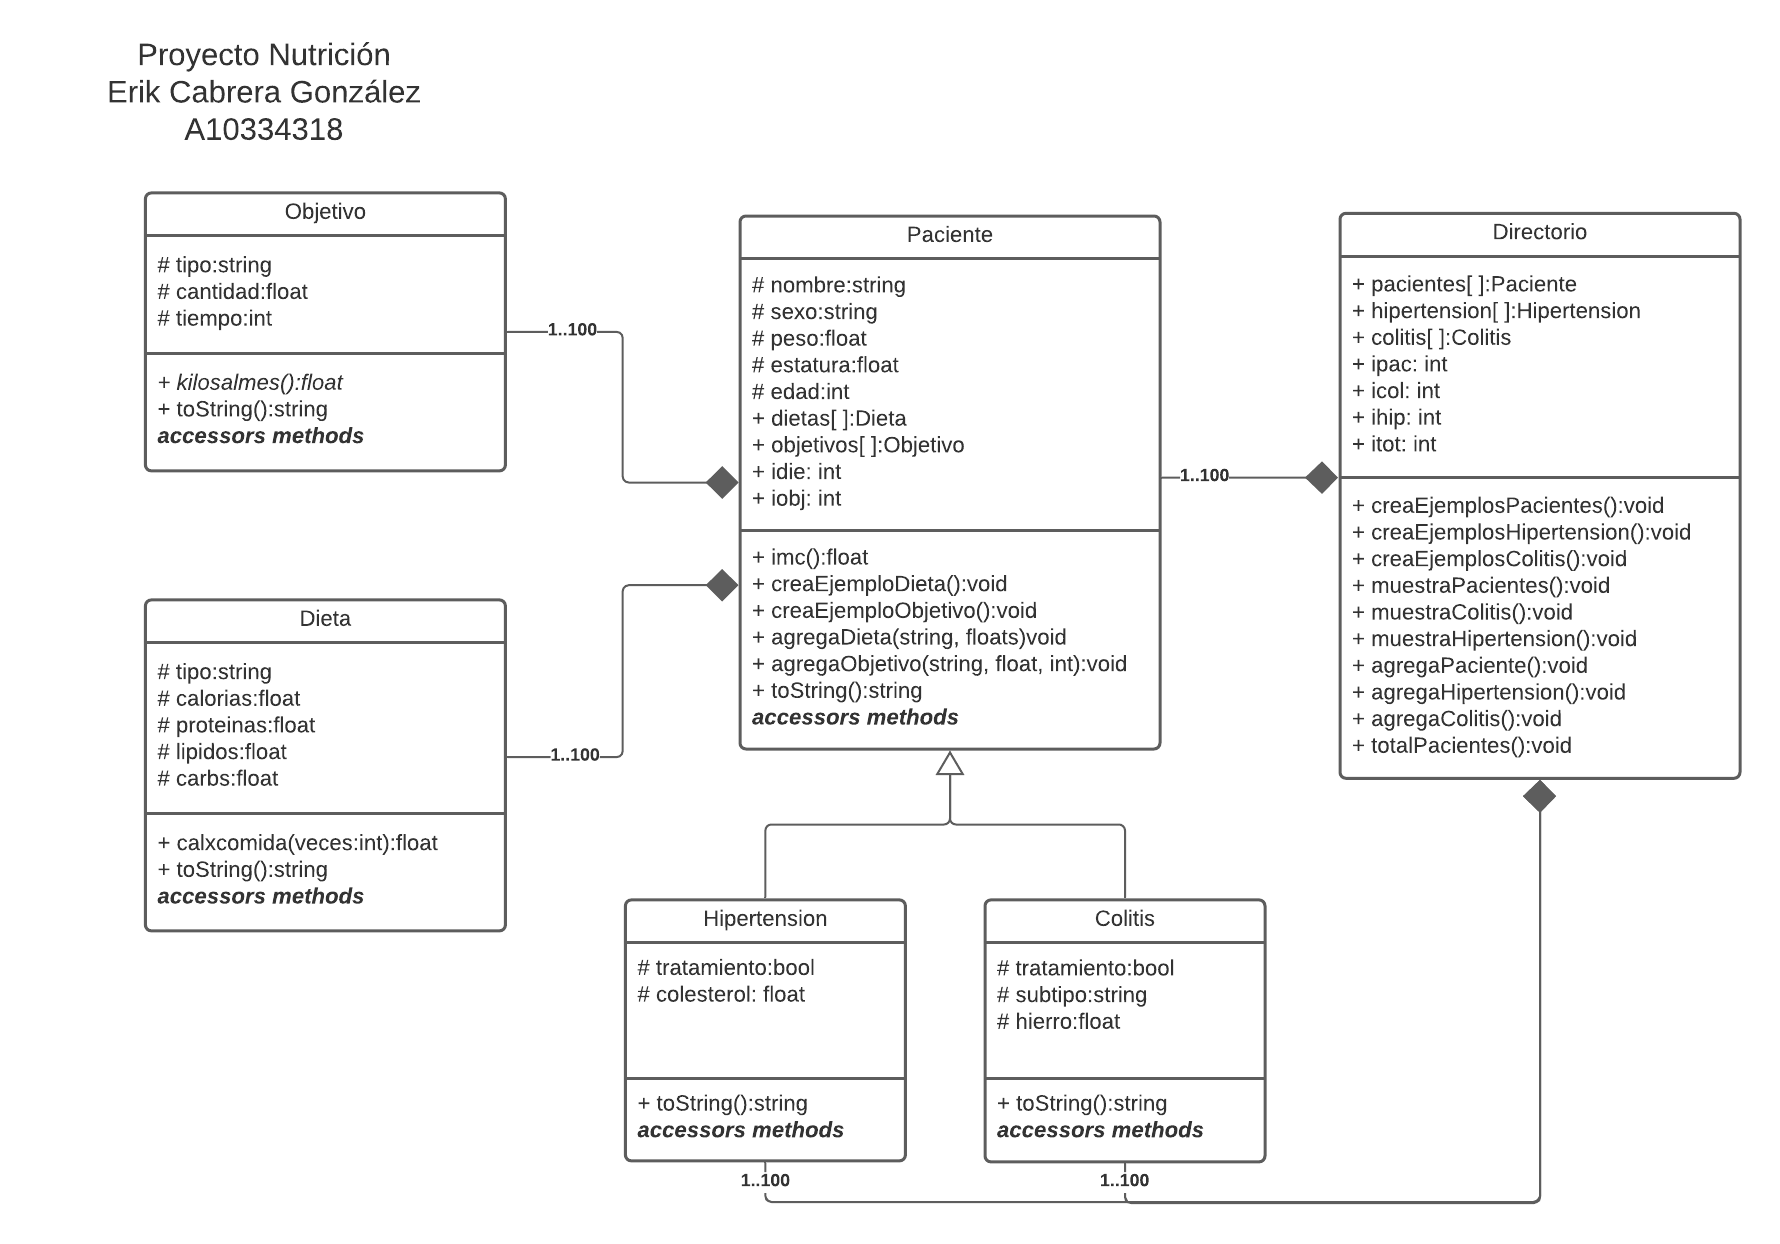 Proyecto Nutrición
Erik Cabrera González
A10334318
Objetivo
# tipo:string
# cantidad:float
# tiempo:int
+ kilosalmes():float
+ toString():string
accessors methods
1..100
Dieta
# tipo:string
# calorias:float
# proteinas:float
# lipidos:float
# carbs:float
+ calxcomida(veces:int):float
+ toString():string
accessors methods
1..100
Paciente
# nombre:string
# sexo:string
# peso:float
# estatura:float
# edad:int
+ dietas[ ]:Dieta
+ objetivos[ ]:Objetivo
+ idie: int
+ iobj: int
+ imc():float
+ creaEjemploDieta():void
+ creaEjemploObjetivo():void
+ agregaDieta(string, floats)void
+ agregaObjetivo(string, float, int):void
+ toString():string
accessors methods
1..100
Directorio
+ pacientes[ ]:Paciente
+ hipertension[ ]:Hipertension
+ colitis[ ]:Colitis
+ ipac: int
+ icol: int
+ ihip: int
+ itot: int
+ creaEjemplosPacientes():void
+ creaEjemplosHipertension():void
+ creaEjemplosColitis():void
+ muestraPacientes():void
+ muestraColitis():void
+ muestraHipertension():void
+ agregaPaciente():void
+ agregaHipertension():void
+ agregaColitis():void
+ totalPacientes():void
Hipertension
# tratamiento:bool
# colesterol: float
+ toString():string
accessors methods
1..100
Colitis
# tratamiento:bool
# subtipo:string
# hierro:float
+ toString():string
accessors methods
1..100